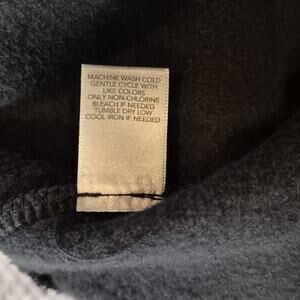 MACHINE WASH COLD
GENTLE CYCLE WITH
LIKE COLORS
ONLY NON-CHLORINE
BLEACH IF NEEDED
TUMBLE DRY LOW
COOL IRON IF NEEDED